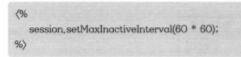 <%
session.setMaxInactiveInterval(60 * 60);
%>